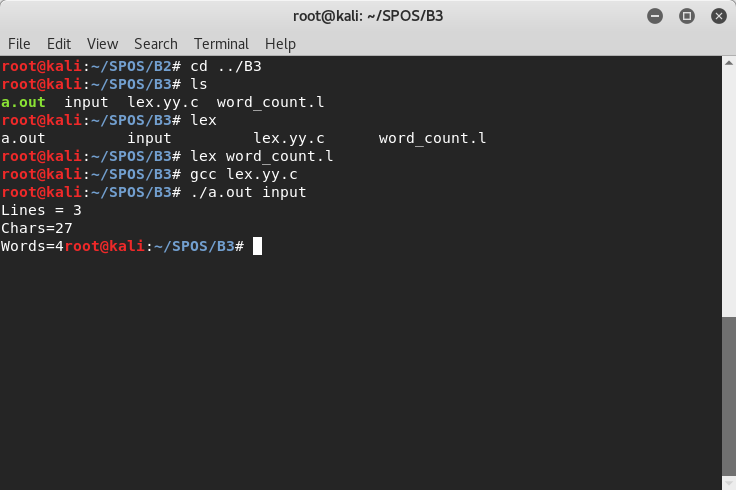 root@kali: ~/SPOS/B3
File Edit View Search Terminal Help
root@kali:~/SPOS/B2# cd ../B3
root@kali:~/SPOS/B3# ls
a.out  input  lex.yy.c  word_count.l
root@kali:~/SPOS/B3# lex
a.out         input         lex.yy.c      word_count.l
root@kali:~/SPOS/B3# lex word_count.l
root@kali:~/SPOS/B3# gcc lex.yy.c
root@kali:~/SPOS/B3# ./a.out input
Lines = 3
Chars=27
Words=4root@kali:~/SPOS/B3#